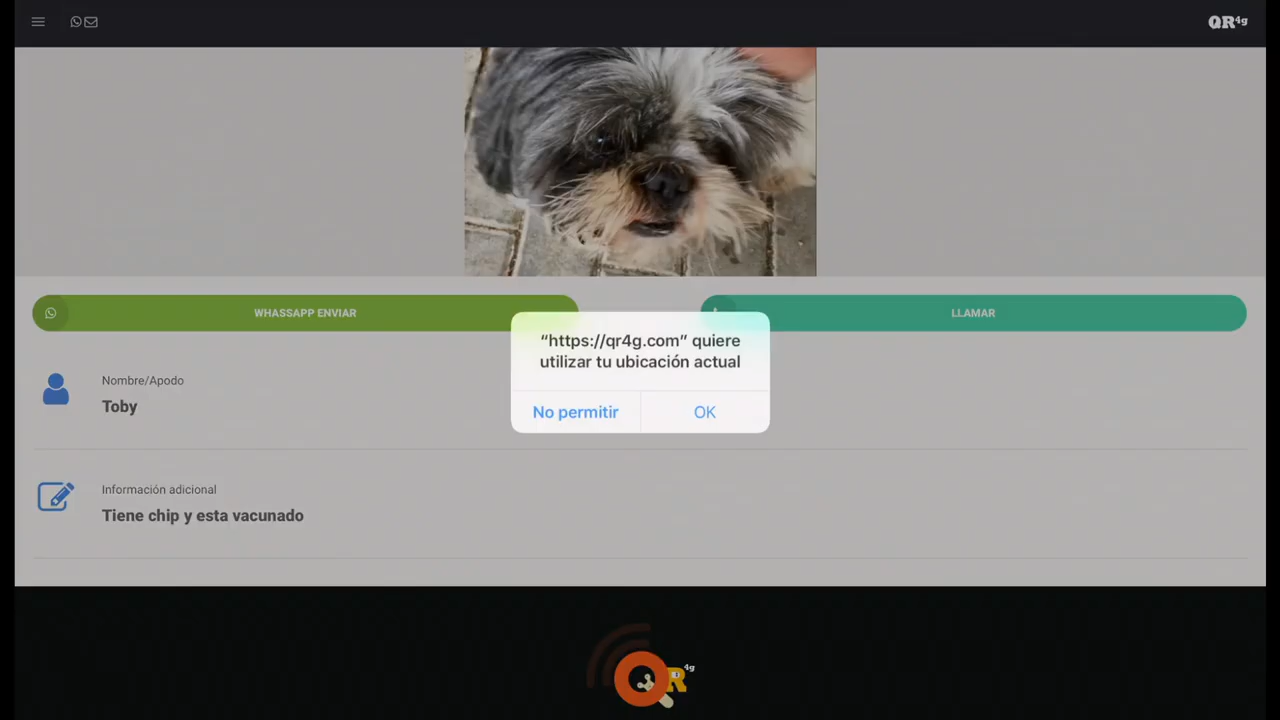 QR4g
WHASSAPP ENVIAR
LLAMAR
“https://qr4g.com” quiere
utilizar tu ubicación actual
No permitir
OK
Nombre/Apodo
Toby
Información adicional
Tiene chip y esta vacunado
QR4g